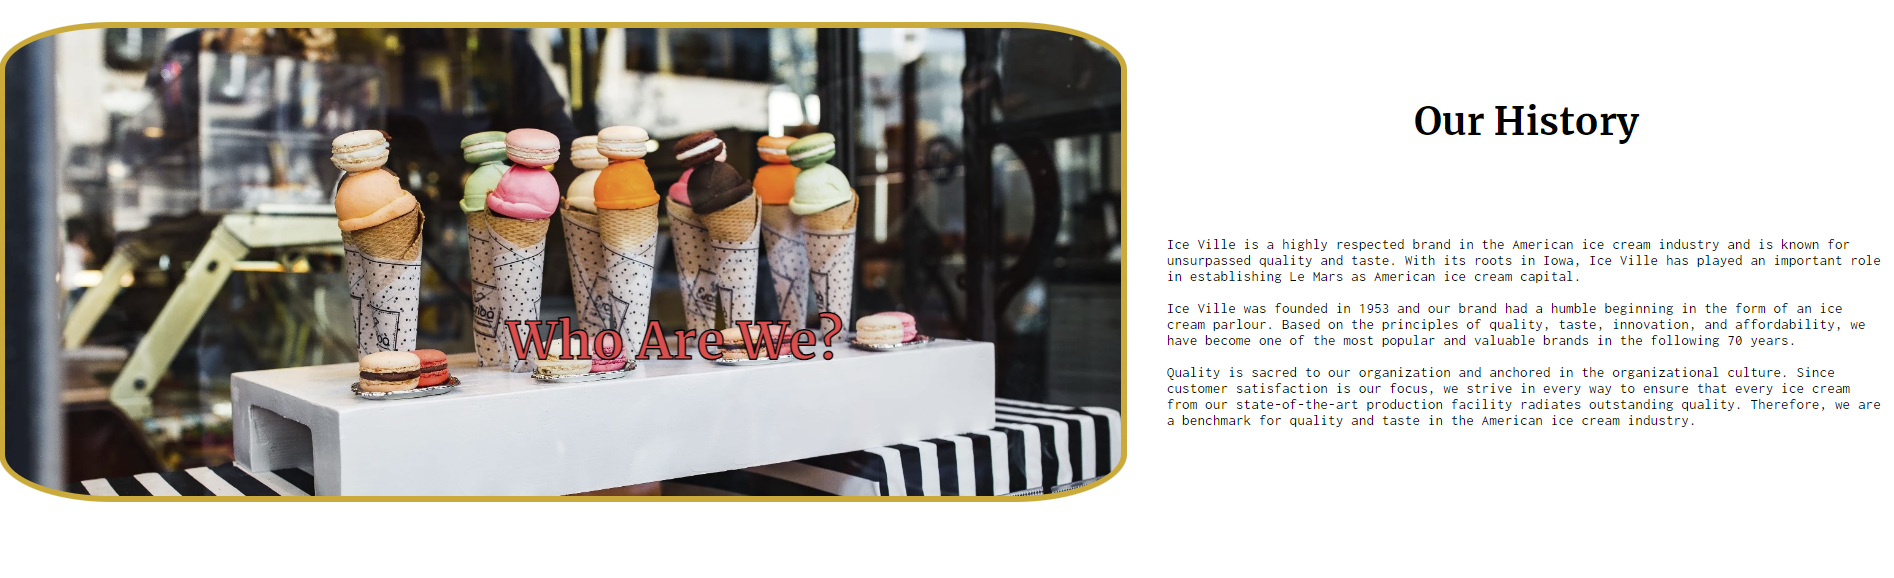 Who Are We?
Our History
Ice Ville is a highly respected brand in the American ice cream industry and is known for
unsurpassed quality and taste. With its roots in Iowa, Ice Ville has played an important role
in establishing Le Mars as American ice cream capital.
Ice Ville was founded in 1953 and our brand had a humble beginning in the form of an ice
cream parlour. Based on the principles of quality, taste, innovation, and affordability, we
have become one of the most popular and valuable brands in the following 70 years.
Quality is sacred to our organization and anchored in the organizational culture. Since
customer satisfaction is our focus, we strive in every way to ensure that every ice cream
from our state-of-the-art production facility radiates outstanding quality. Therefore, we are
a benchmark for quality and taste in the American ice cream industry.